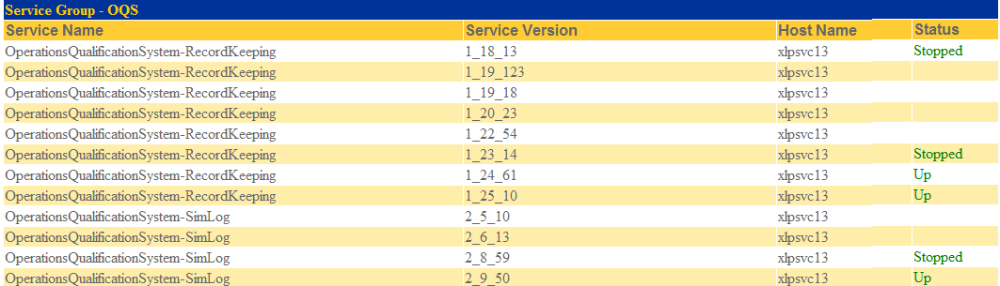 Service Group - OQS
Service Name Service Version Host Name Status
OperationsQualificationSystem-RecordKeeping 1_18_13 xlpsvc13 Stopped
OperationsQualificationSystem-RecordKeeping 1_19_123 xlpsvc13
OperationsQualificationSystem-RecordKeeping 1_19_18 xlpsvc13
OperationsQualificationSystem-RecordKeeping 1_20_23 xlpsvc13
OperationsQualificationSystem-RecordKeeping 1_22_54 xlpsvc13
OperationsQualificationSystem-RecordKeeping 1_23_14 xlpsvc13 Stopped
OperationsQualificationSystem-RecordKeeping 1_24_61 xlpsvc13 Up
OperationsQualificationSystem-RecordKeeping 1_25_10 xlpsvc13 Up
OperationsQualificationSystem-SimLog 2_5_10 xlpsvc13
OperationsQualificationSystem-SimLog 2_6_13 xlpsvc13
OperationsQualificationSystem-SimLog 2_8_59 xlpsvc13 Stopped
OperationsQualificationSystem-SimLog 2_9_50 xlpsvc13 Up